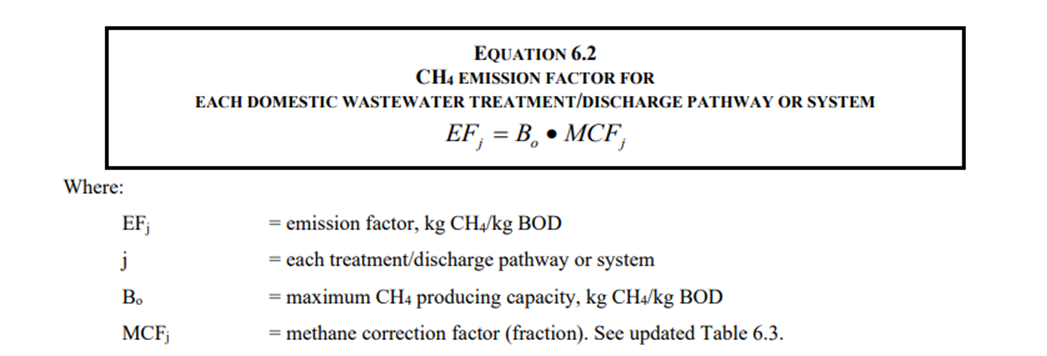 EQUATION 6.2
CH₄ EMISSION FACTOR FOR
EACH DOMESTIC WASTEWATER TREATMENT/DISCHARGE PATHWAY OR SYSTEM
EFⱼ = Bₒ • MCFⱼ
Where:
EFⱼ = emission factor, kg CH₄/kg BOD
j = each treatment/discharge pathway or system
Bₒ = maximum CH₄ producing capacity, kg CH₄/kg BOD
MCFⱼ = methane correction factor (fraction). See updated Table 6.3.